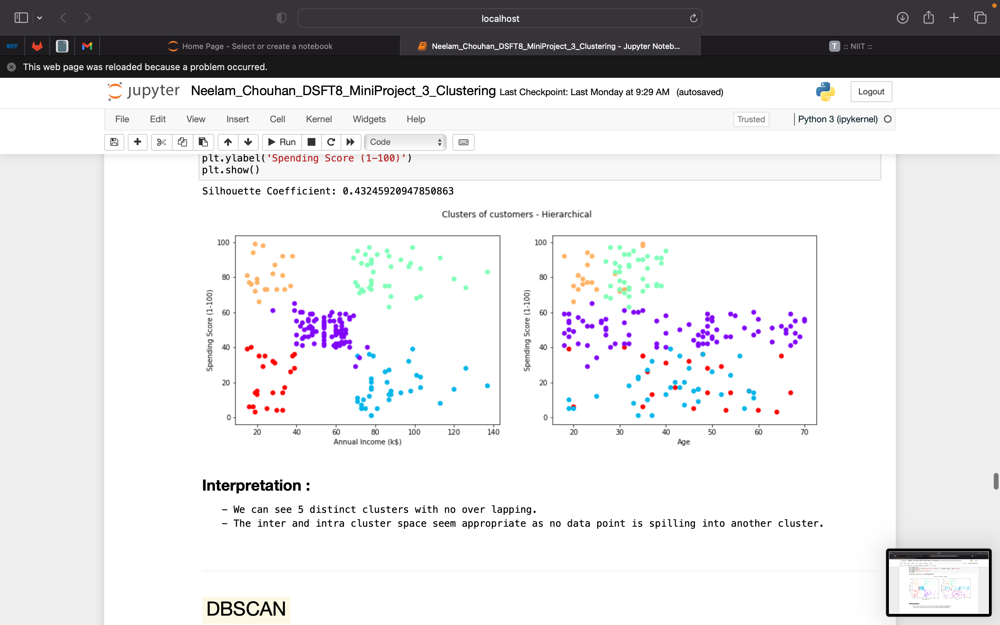 localhost
NIIT
Home Page - Select or create a notebook
Neelam_Chouhan_DSFT8_MiniProject_3_Clustering - Jupyter Noteb...
T :: NIIT ::
This web page was reloaded because a problem occurred.
jupyter Neelam_Chouhan_DSFT8_MiniProject_3_Clustering Last Checkpoint: Last Monday at 9:29 AM (autosaved)
Logout
File Edit View Insert Cell Kernel Widgets Help
Trusted
Python 3 (ipykernel)
Run
Code
plt.ylabel('Spending Score (1-100)')
plt.show()
Silhouette Coefficient: 0.43245920947850863
Clusters of customers - Hierarchical
100
80
60
40
20
0
Spending Score (1-100)
20 40 60 80 100 120 140
Annual Income (k$)
100
80
60
40
20
0
Spending Score (1-100)
20 30 40 50 60 70
Age
Interpretation :
- We can see 5 distinct clusters with no over lapping.
- The inter and intra cluster space seem appropriate as no data point is spilling into another cluster.
DBSCAN